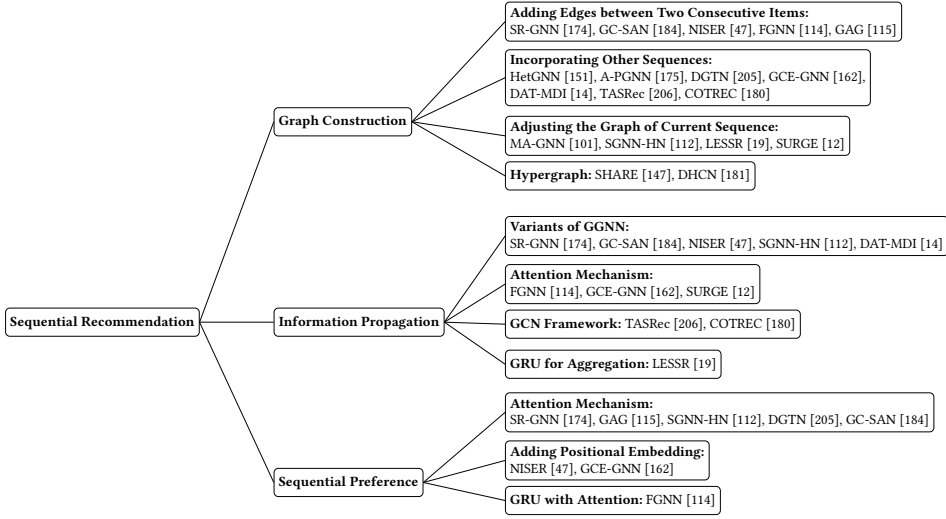 Sequential Recommendation
Graph Construction
Adding Edges between Two Consecutive Items:
SR-GNN [174], GC-SAN [184], NISER [47], FGNN [114], GAG [115]
Incorporating Other Sequences:
HetGNN [151], A-PGNN [175], DGTN [205], GCE-GNN [162],
DAT-MDI [14], TASRec [206], COTREC [180]
Adjusting the Graph of Current Sequence:
MA-GNN [101], SGNN-HN [112], LESSR [19], SURGE [12]
Hypergraph: SHARE [147], DHCN [181]
Information Propagation
Variants of GGNN:
SR-GNN [174], GC-SAN [184], NISER [47], SGNN-HN [112], DAT-MDI [14]
Attention Mechanism:
FGNN [114], GCE-GNN [162], SURGE [12]
GCN Framework: TASRec [206], COTREC [180]
GRU for Aggregation: LESSR [19]
Sequential Preference
Attention Mechanism:
SR-GNN [174], GAG [115], SGNN-HN [112], DGTN [205], GC-SAN [184]
Adding Positional Embedding:
NISER [47], GCE-GNN [162]
GRU with Attention: FGNN [114]